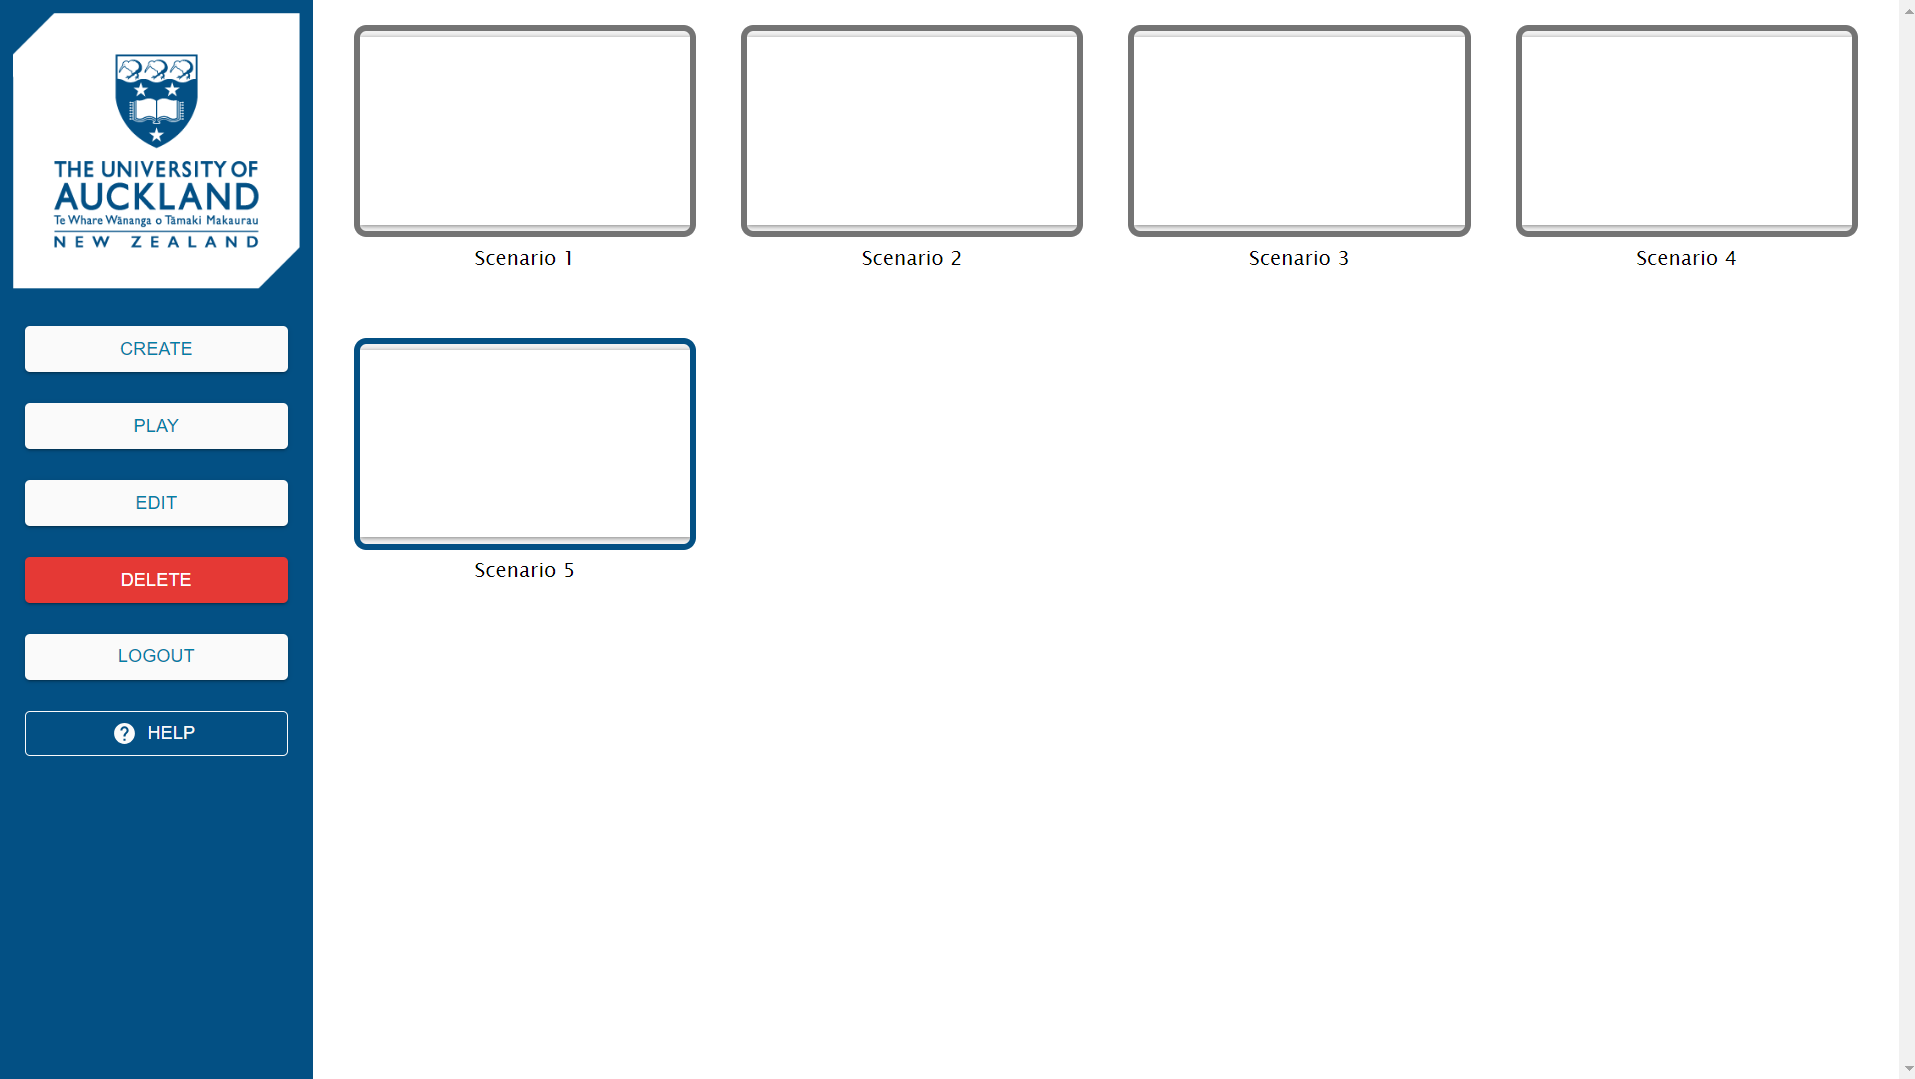 THE UNIVERSITY OF
AUCKLAND
Te Whare Wānanga o Tāmaki Makaurau
NEW ZEALAND
CREATE
PLAY
EDIT
DELETE
LOGOUT
? HELP
Scenario 1
Scenario 2
Scenario 3
Scenario 4
Scenario 5